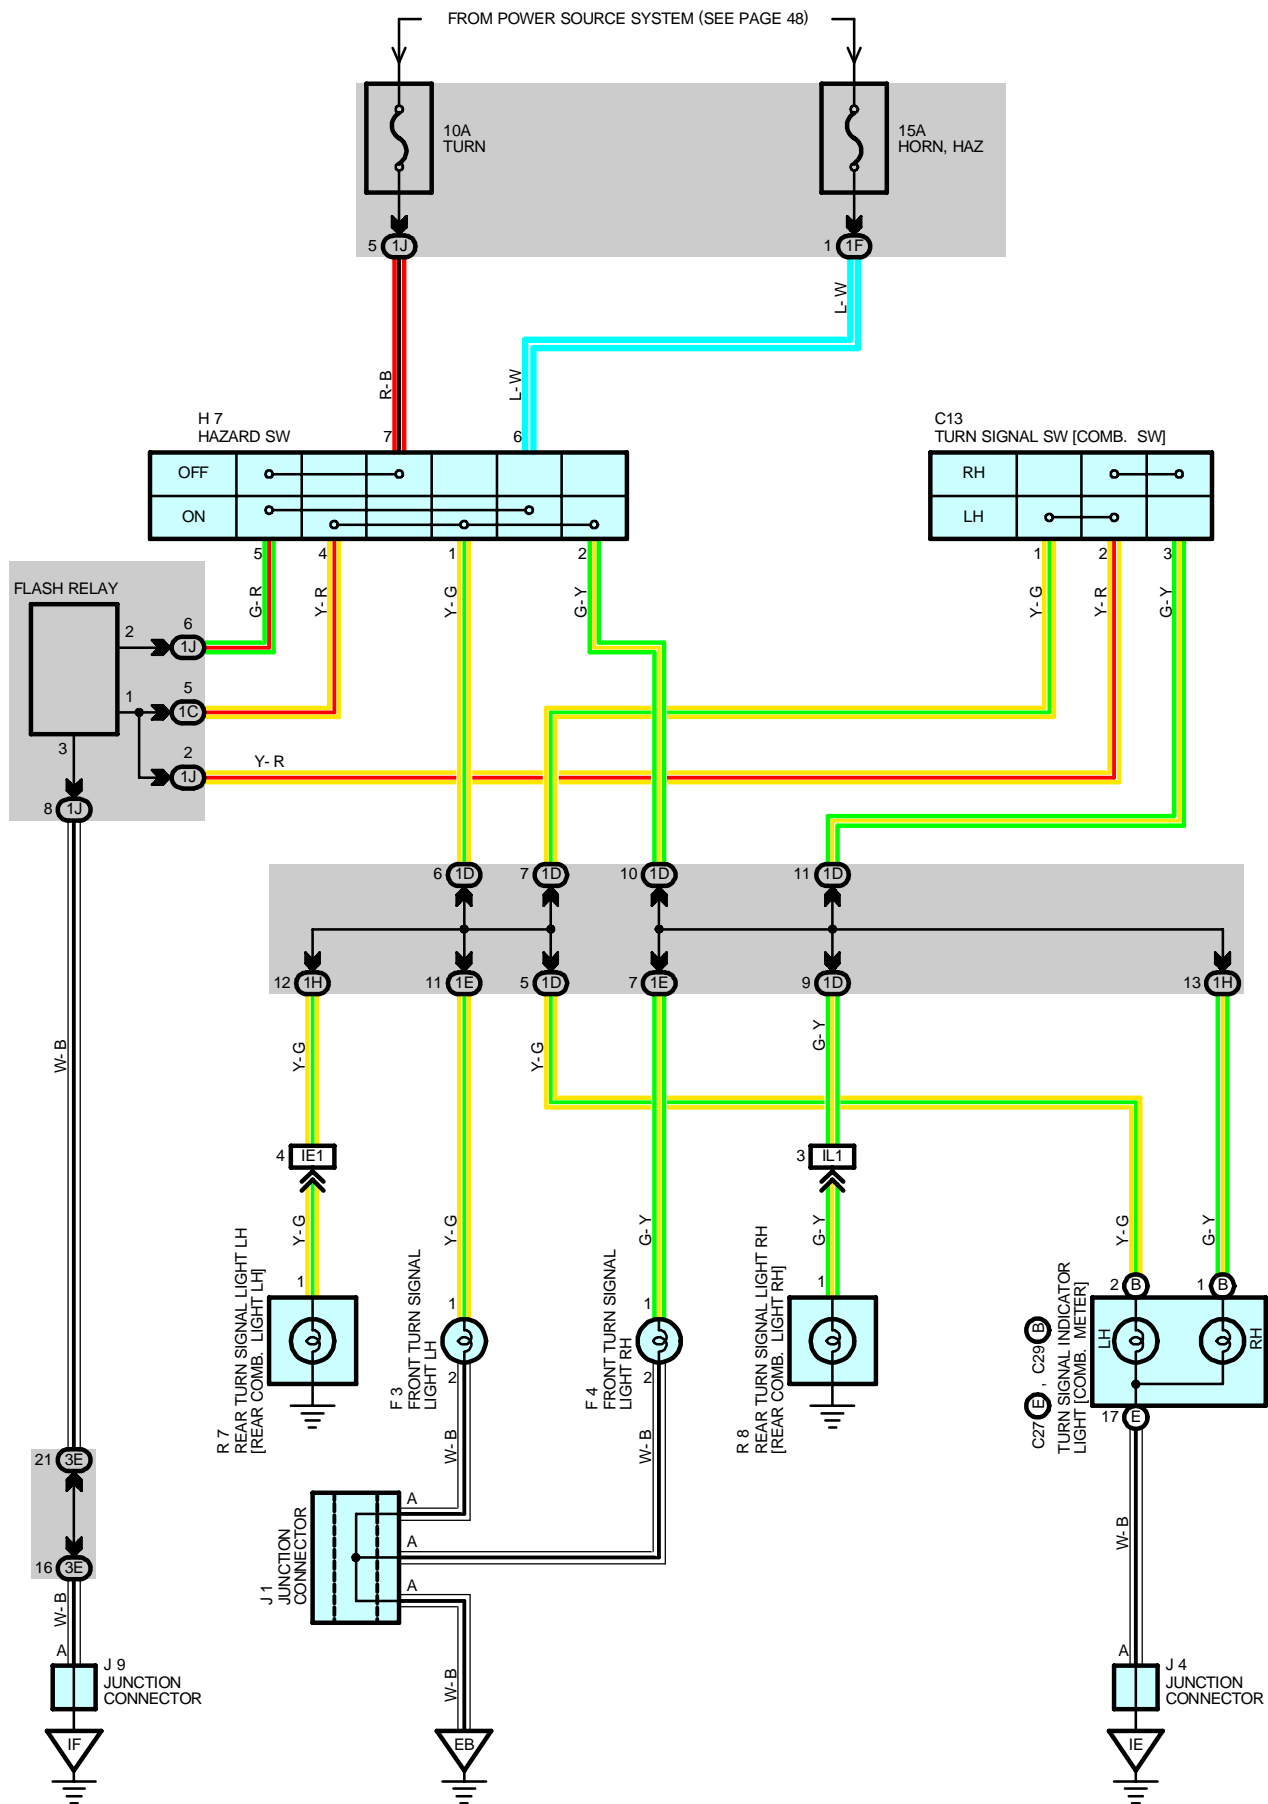 FROM POWER SOURCE SYSTEM (SEE PAGE 48)
10A
TURN
15A
HORN, HAZ
5 1J
1 1F
L-W
R-B
L-W
H 7
HAZARD SW
7
6
C13
TURN SIGNAL SW [COMB. SW]
OFF
ON
RH
LH
5
4
1
2
1
2
3
G-R
Y-R
Y-G
G-Y
Y-G
Y-R
G-Y
FLASH RELAY
2
6
1J
1
5
1C
3
2
1J
Y-R
8 1J
6 1D
7 1D
10 1D
11 1D
12 1H
11 1E
5 1D
7 1E
9 1D
13 1H
W-B
Y-G
Y-G
G-Y
4 IE1
3 IL1
Y-G
Y-G
G-Y
G-Y
Y-G
G-Y
1
1
1
1
2 B
1 B
R 7
REAR TURN SIGNAL LIGHT LH
[REAR COMB. LIGHT LH]
F 3
FRONT TURN SIGNAL
LIGHT LH
2
F 4
FRONT TURN SIGNAL
LIGHT RH
2
R 8
REAR TURN SIGNAL LIGHT RH
[REAR COMB. LIGHT RH]
C27 E , C29 B
TURN SIGNAL INDICATOR
LIGHT [COMB. METER]
LH
RH
17 E
W-B
W-B
W-B
21 3E
16 3E
J 1
JUNCTION
CONNECTOR
A
A
A
W-B
W-B
A
J 9
JUNCTION
CONNECTOR
A
J 4
JUNCTION
CONNECTOR
IF
EB
IE